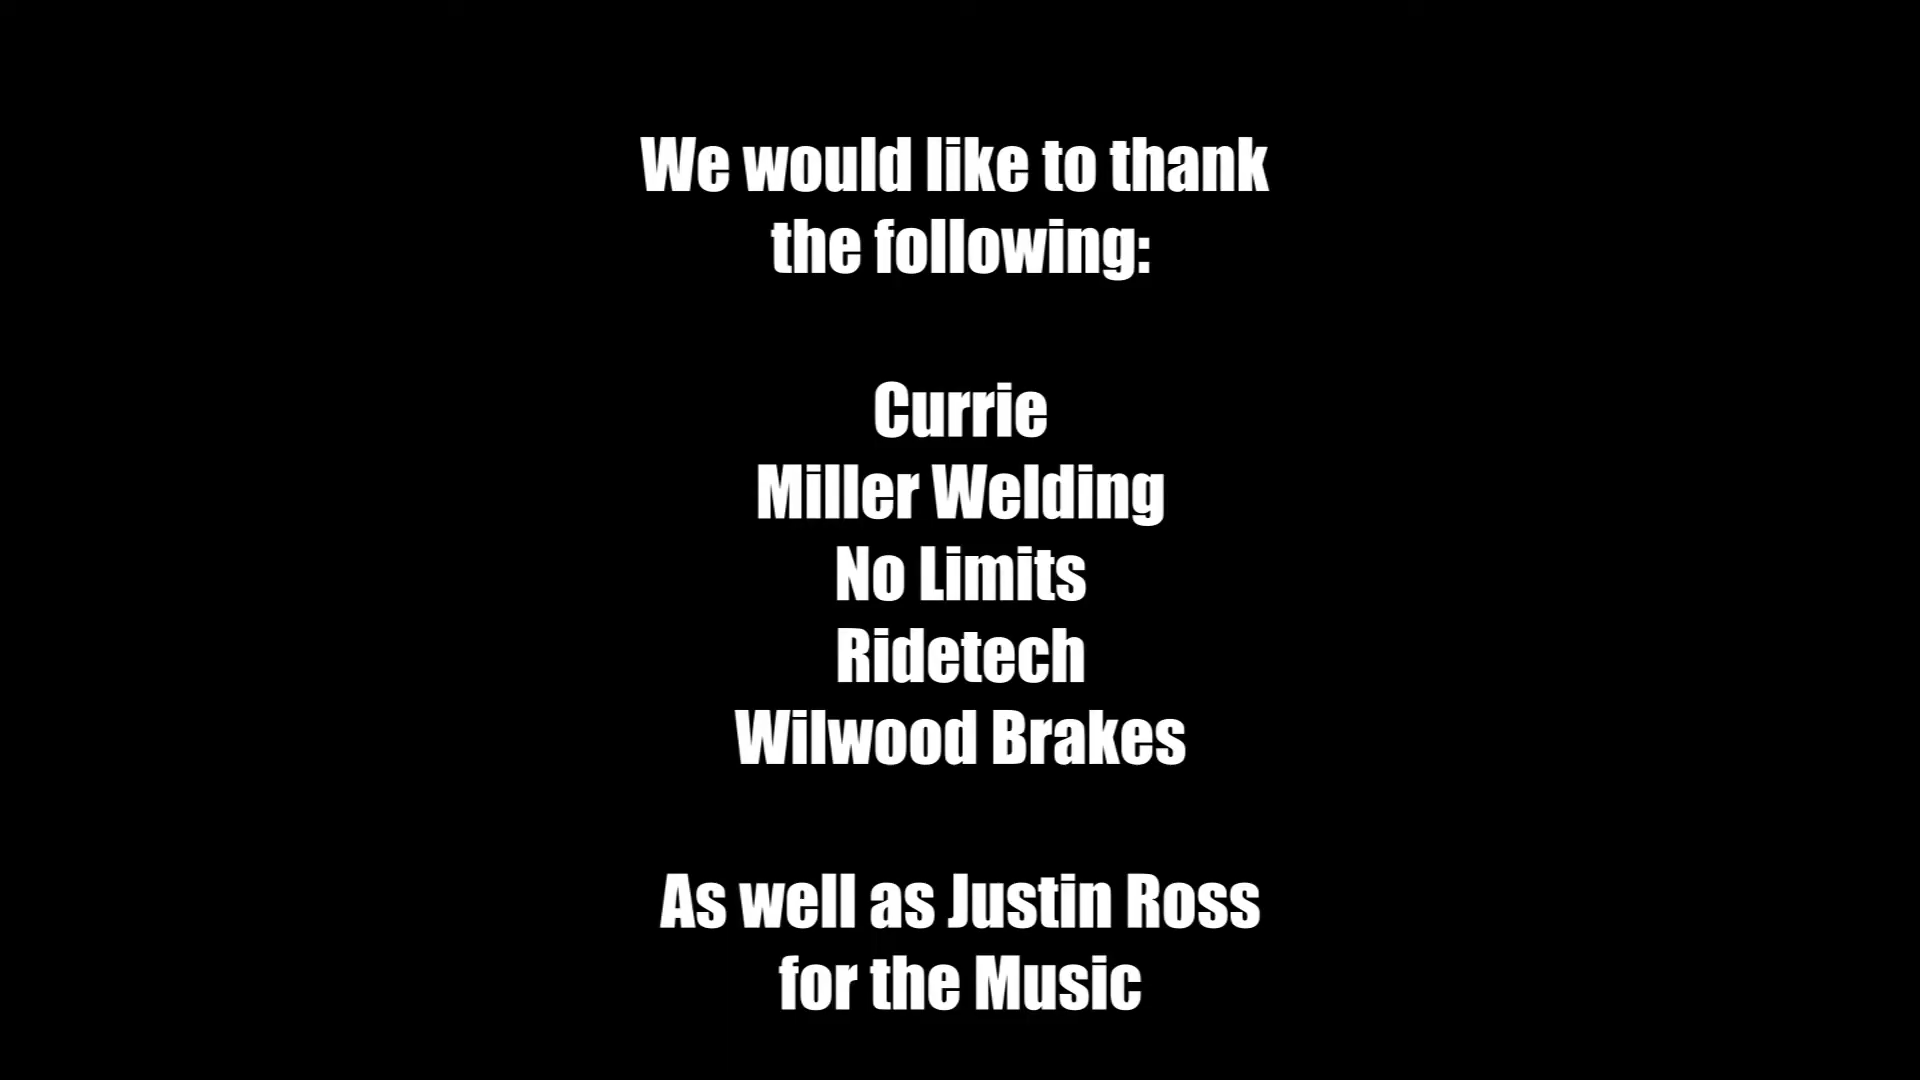 We would like to thank
the following:
Currie
Miller Welding
No Limits
Ridetech
Wilwood Brakes
As well as Justin Ross
for the Music